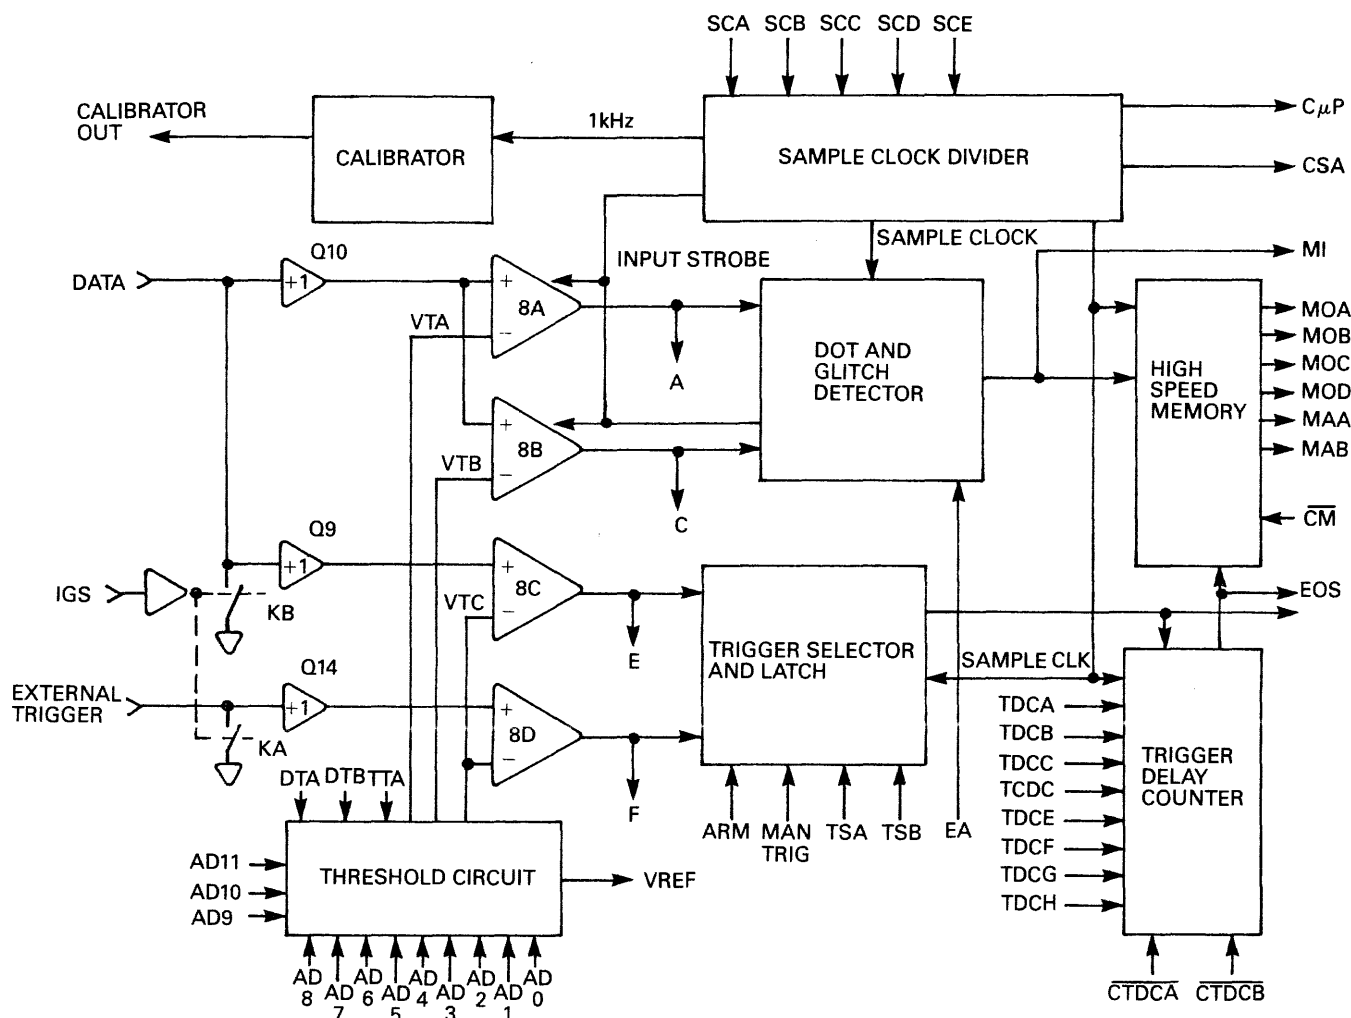 SCA SCB SCC SCD SCE
CALIBRATOR
OUT
CALIBRATOR
1kHz
SAMPLE CLOCK DIVIDER
CμP
CSA
SAMPLE CLOCK
MI
DATA
Q10
+1
+
8A
−
INPUT STROBE
VTA
A
DOT AND
GLITCH
DETECTOR
HIGH
SPEED
MEMORY
MOA
MOB
MOC
MOD
MAA
MAB
C̅M̅
+
8B
−
VTB
C
Q9
+1
IGS
KB
+
8C
−
VTC
E
EOS
TRIGGER SELECTOR
AND LATCH
SAMPLE CLK
EXTERNAL
TRIGGER
Q14
+1
KA
+
8D
−
F
ARM
MAN
TRIG
TSA
TSB
EA
TDCA
TDCB
TDCC
TCDC
TDCE
TDCF
TDCG
TDCH
TRIGGER
DELAY
COUNTER
C̅T̅D̅C̅A̅ C̅T̅D̅C̅B̅
DTA DTB TTA
AD11
AD10
AD9
THRESHOLD CIRCUIT
VREF
AD
8
AD
7
AD
6
AD
5
AD
4
AD
3
AD
2
AD
1
AD
0